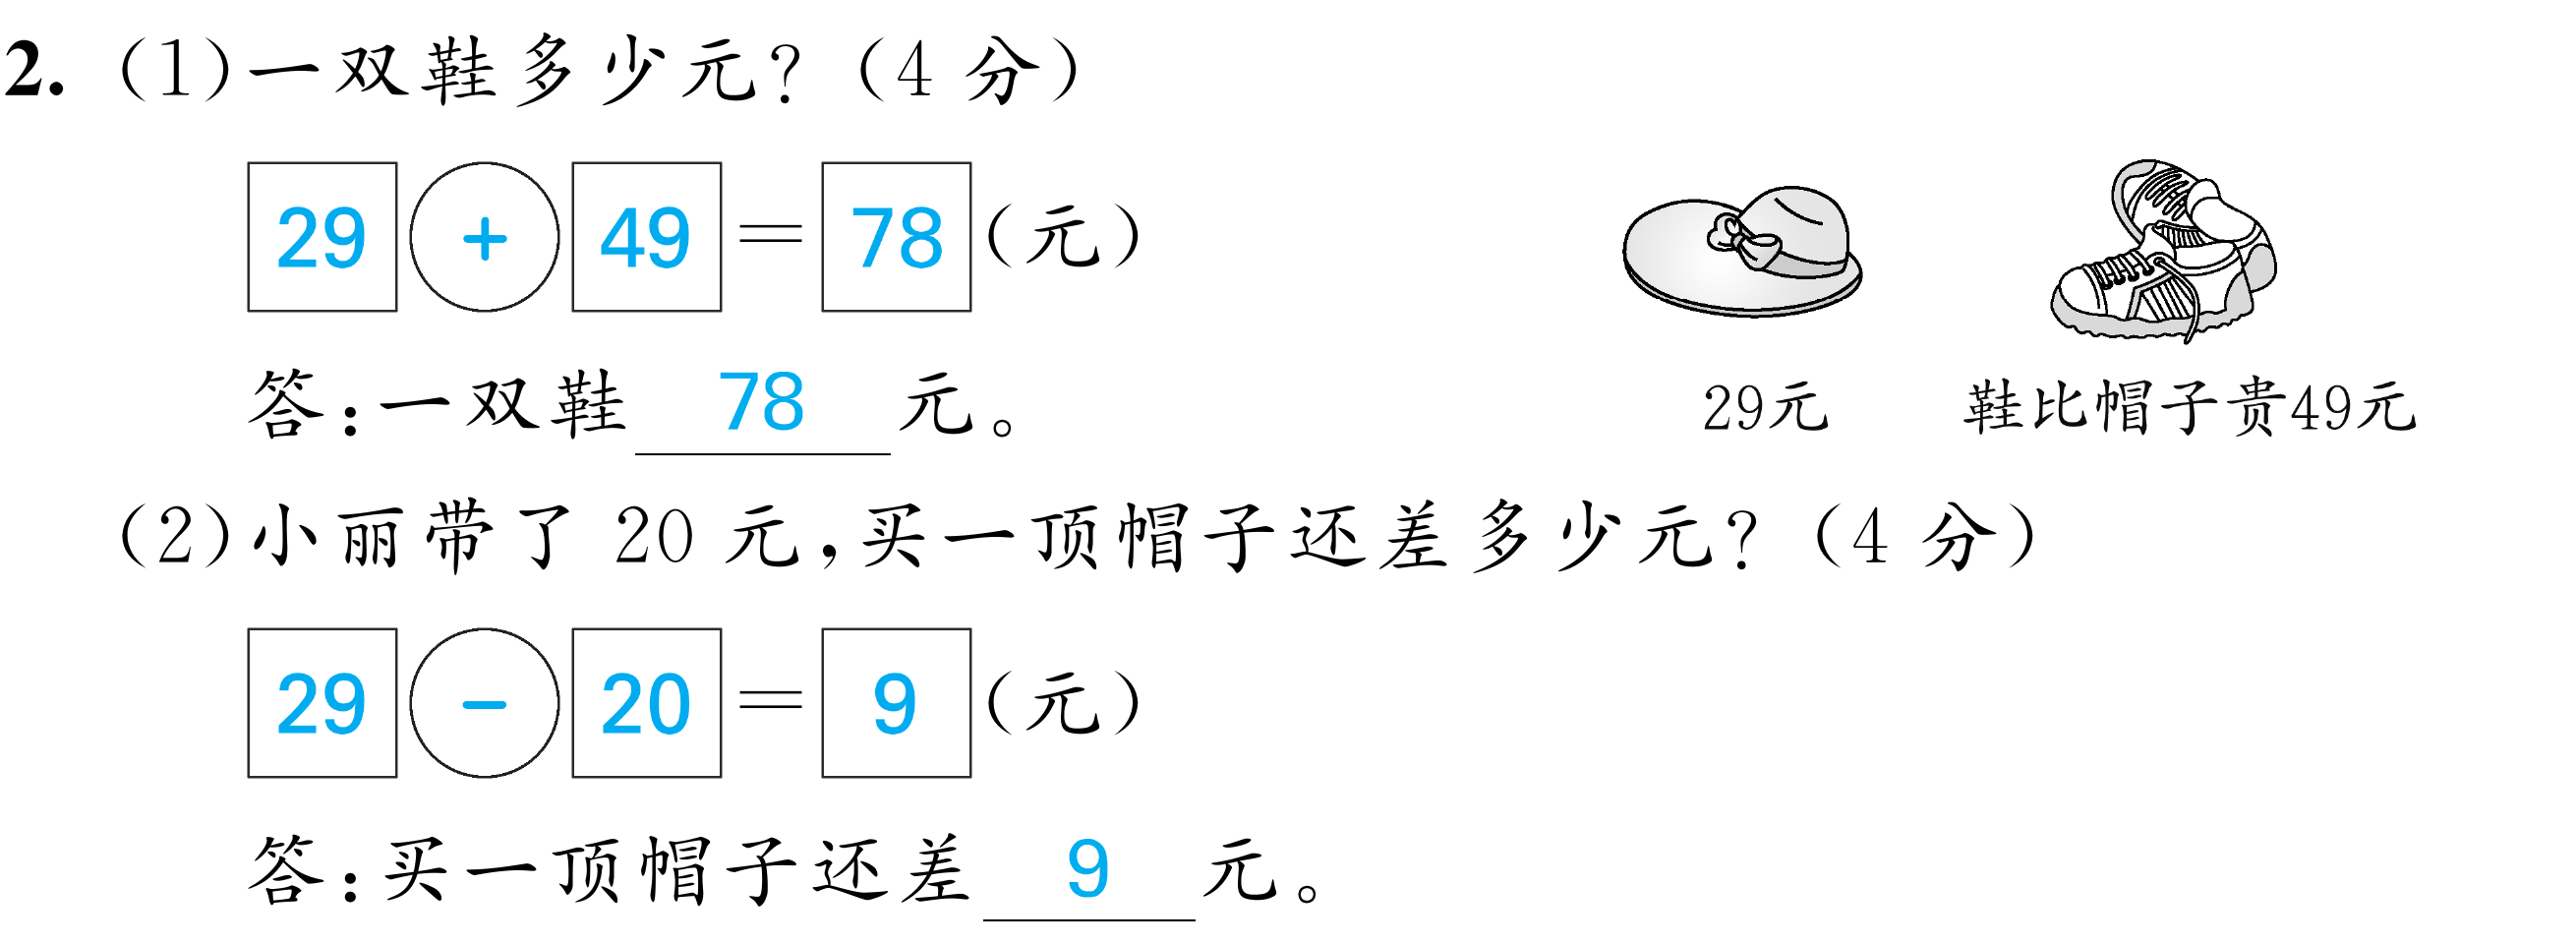 2. (1)一双鞋多少元?(4 分)
29 + 49 = 78 (元)
答:一双鞋 78 元。
29元 鞋比帽子贵49元
(2)小丽带了 20 元,买一顶帽子还差多少元?(4 分)
29 − 20 = 9 (元)
答:买一顶帽子还差 9 元。